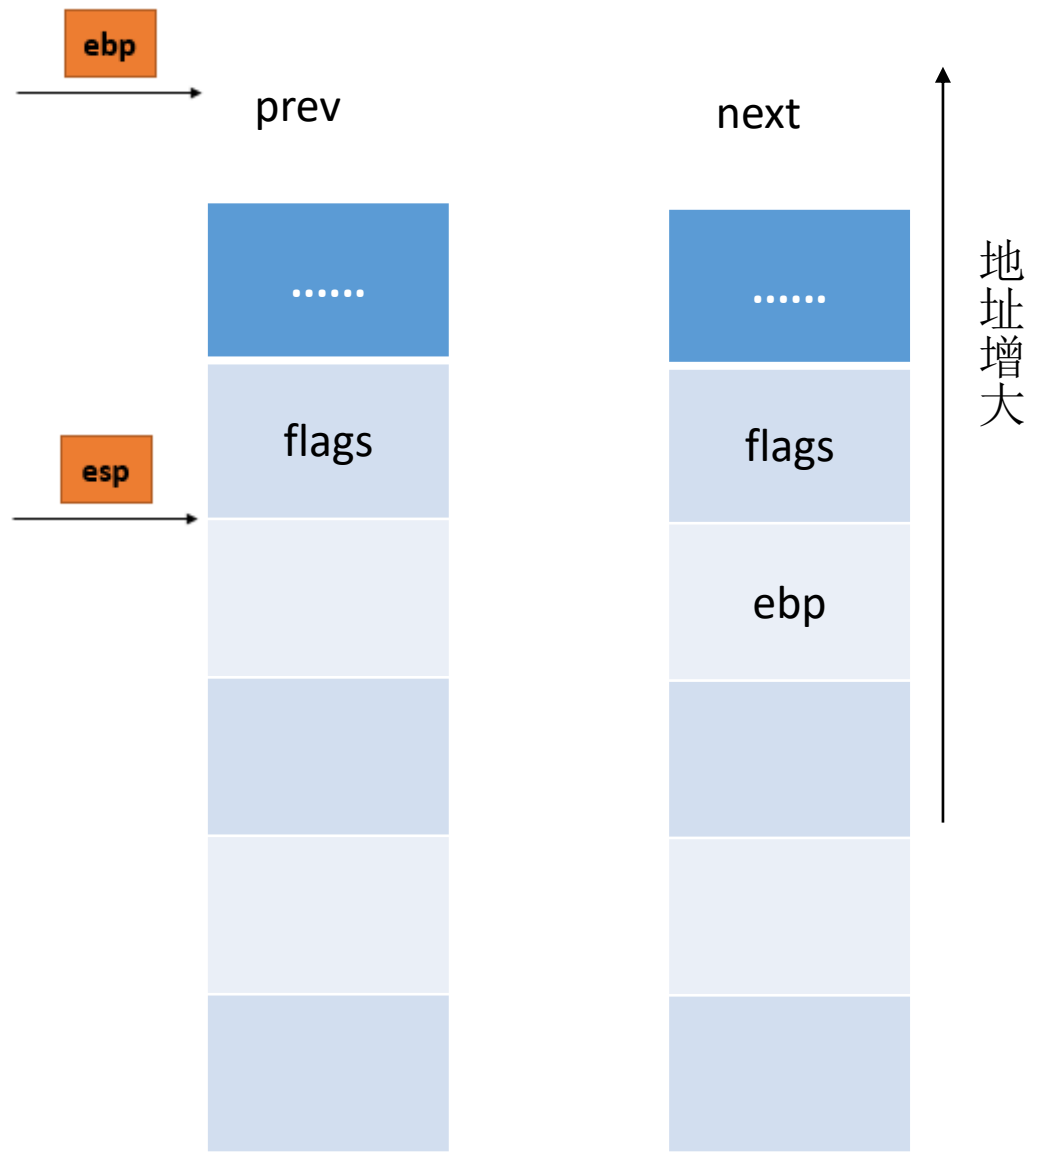 ebp
prev
next
......
......
地址增大
flags
flags
esp
ebp